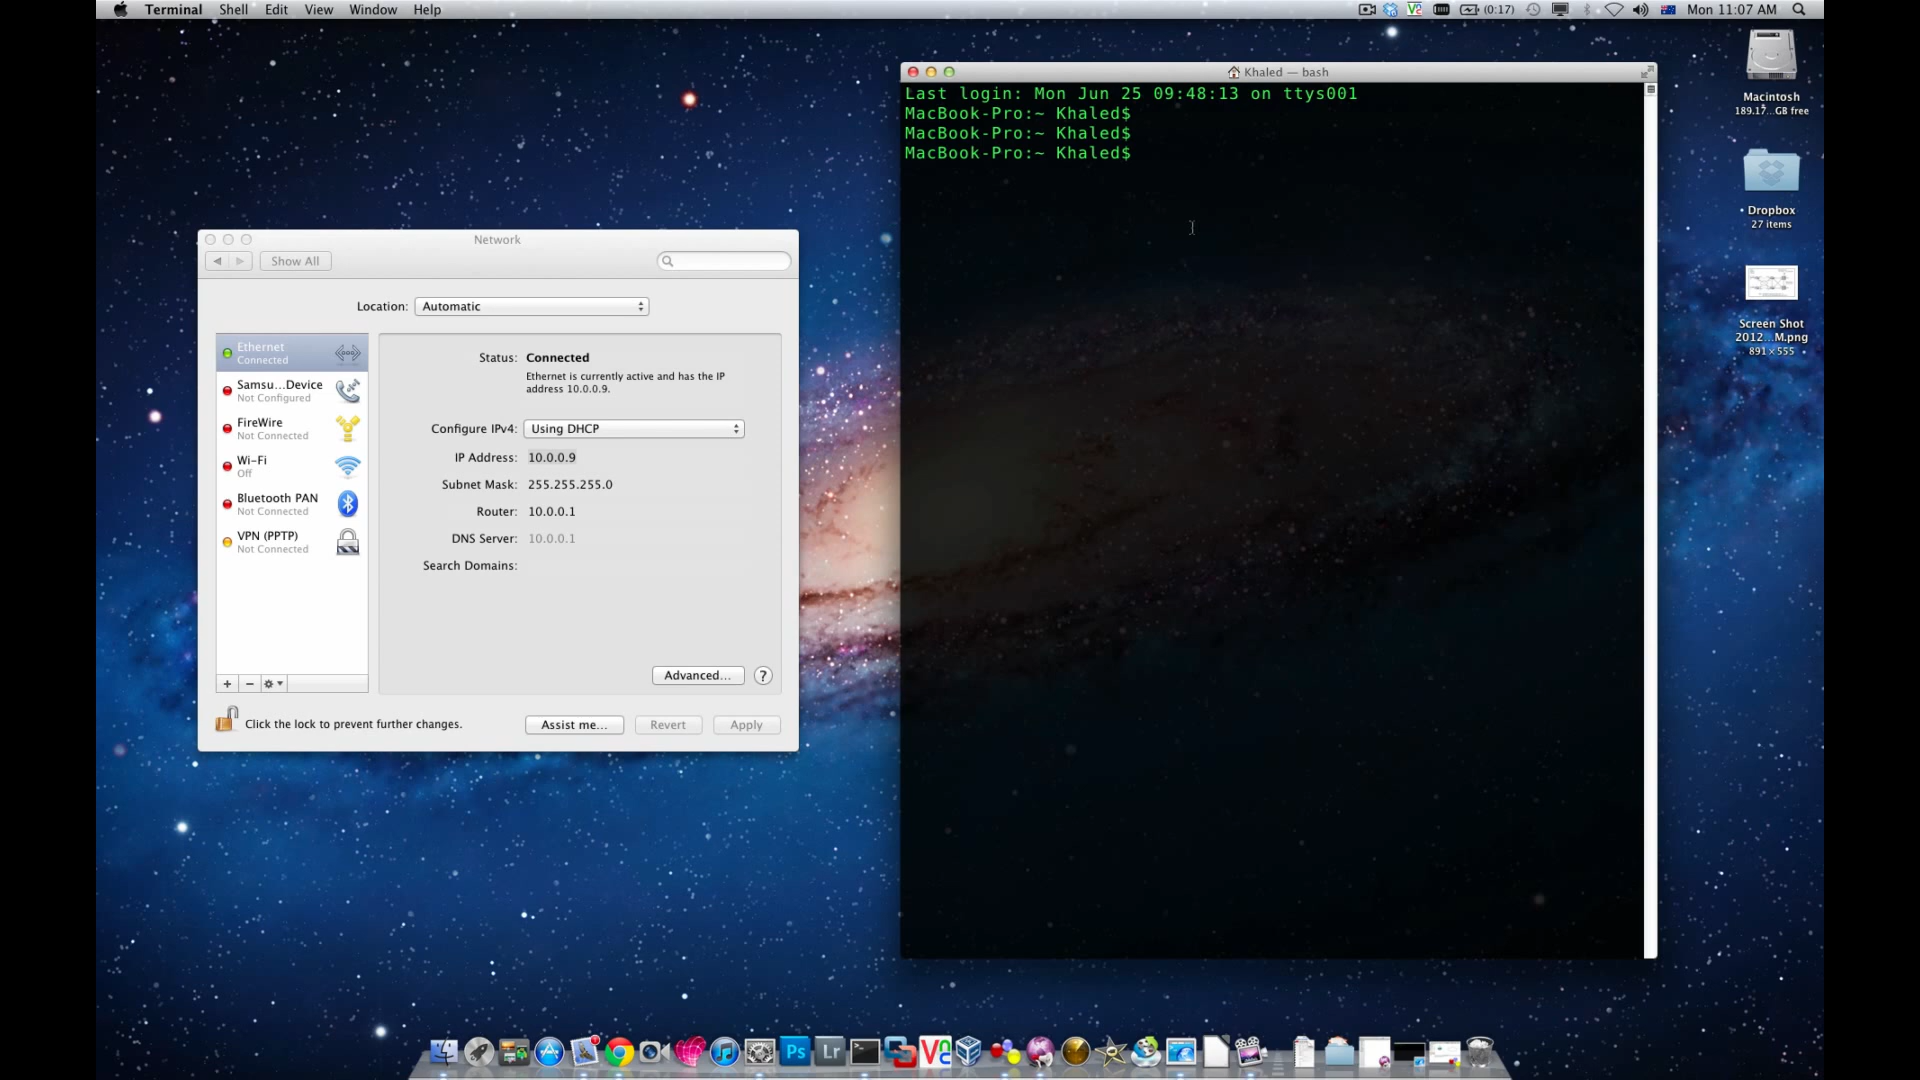 Terminal Shell Edit View Window Help
(0:17) Mon 11:07 AM
Khaled — bash
Last login: Mon Jun 25 09:48:13 on ttys001
MacBook-Pro:~ Khaled$
MacBook-Pro:~ Khaled$
MacBook-Pro:~ Khaled$
Macintosh
189.17...GB free
Dropbox
27 items
Screen Shot
2012...M.png
891×555
Network
Show All
Location: Automatic
Ethernet
Connected
Samsu...Device
Not Configured
FireWire
Not Connected
Wi-Fi
Off
Bluetooth PAN
Not Connected
VPN (PPTP)
Not Connected
Status: Connected
Ethernet is currently active and has the IP
address 10.0.0.9.
Configure IPv4: Using DHCP
IP Address: 10.0.0.9
Subnet Mask: 255.255.255.0
Router: 10.0.0.1
DNS Server: 10.0.0.1
Search Domains:
Advanced... ?
Click the lock to prevent further changes.
Assist me... Revert Apply
Ps Lr